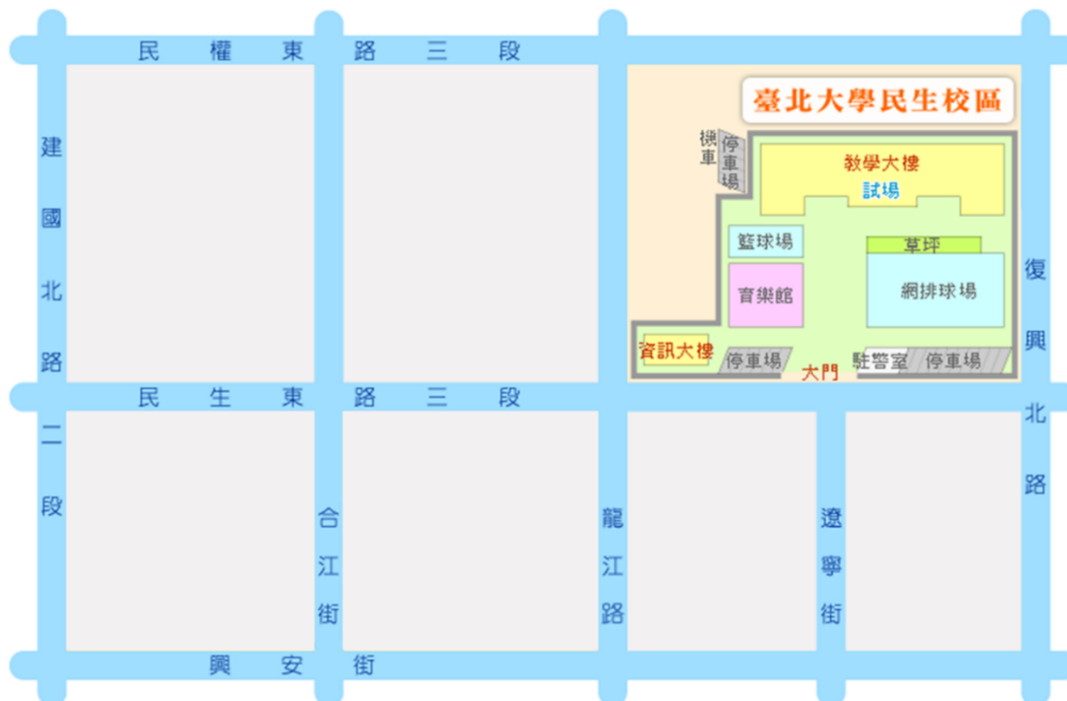 民權東路三段
臺北大學民生校區
機車
停車場
教學大樓
試場
建國北路二段
籃球場
草坪
復興北路
育樂館
網排球場
資訊大樓
停車場
駐警室
停車場
大門
民生東路三段
合江街
龍江路
遼寧街
興安街